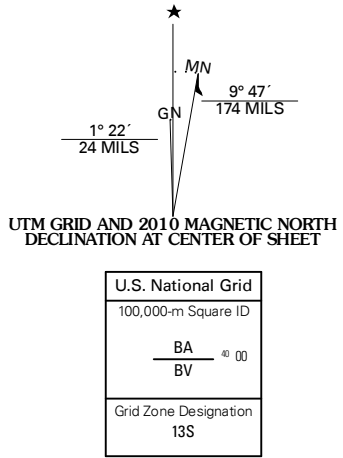 ★
MN
GN
9° 47´
174 MILS
1° 22´
24 MILS
UTM GRID AND 2010 MAGNETIC NORTH
DECLINATION AT CENTER OF SHEET
U.S. National Grid
100,000-m Square ID
BA
40 00
BV
Grid Zone Designation
13S